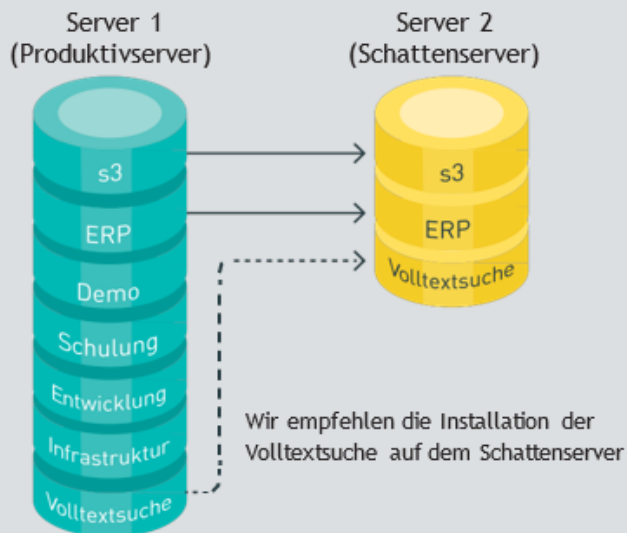 Server 1
(Produktivserver)
Server 2
(Schattenserver)
s3
ERP
Demo
Schulung
Entwicklung
Infrastruktur
Volltextsuche
s3
ERP
Volltextsuche
Wir empfehlen die Installation der
Volltextsuche auf dem Schattenserver